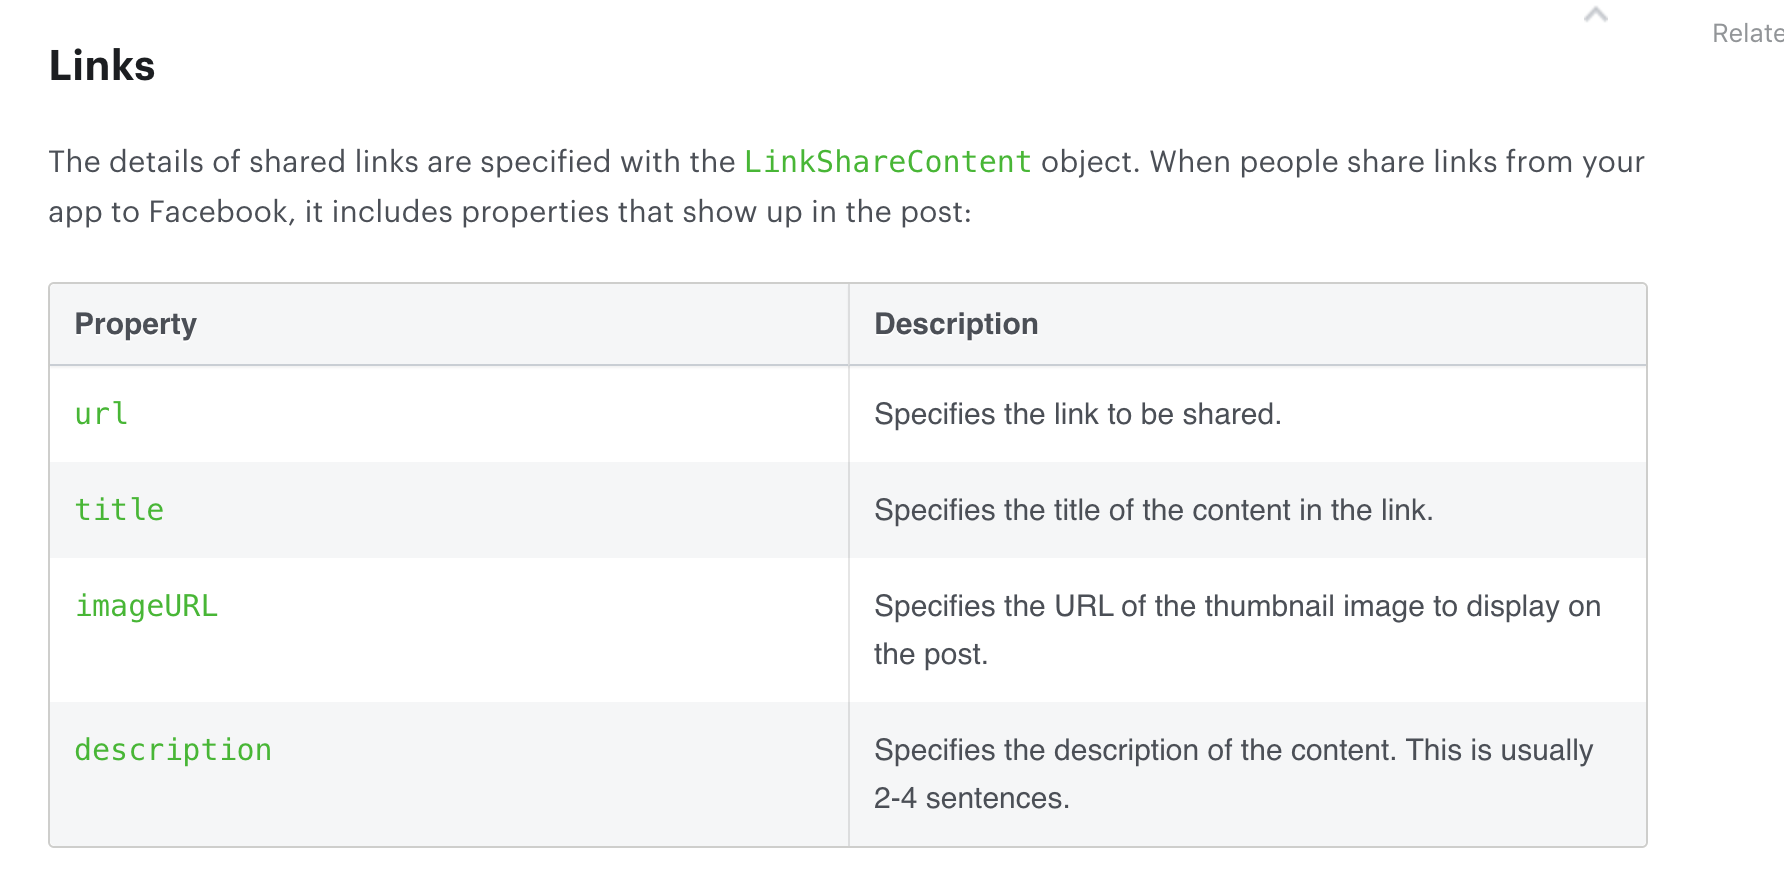 Relate
Links
The details of shared links are specified with the LinkShareContent object. When people share links from your
app to Facebook, it includes properties that show up in the post:
Property Description
url Specifies the link to be shared.
title Specifies the title of the content in the link.
imageURL Specifies the URL of the thumbnail image to display on
the post.
description Specifies the description of the content. This is usually
2-4 sentences.